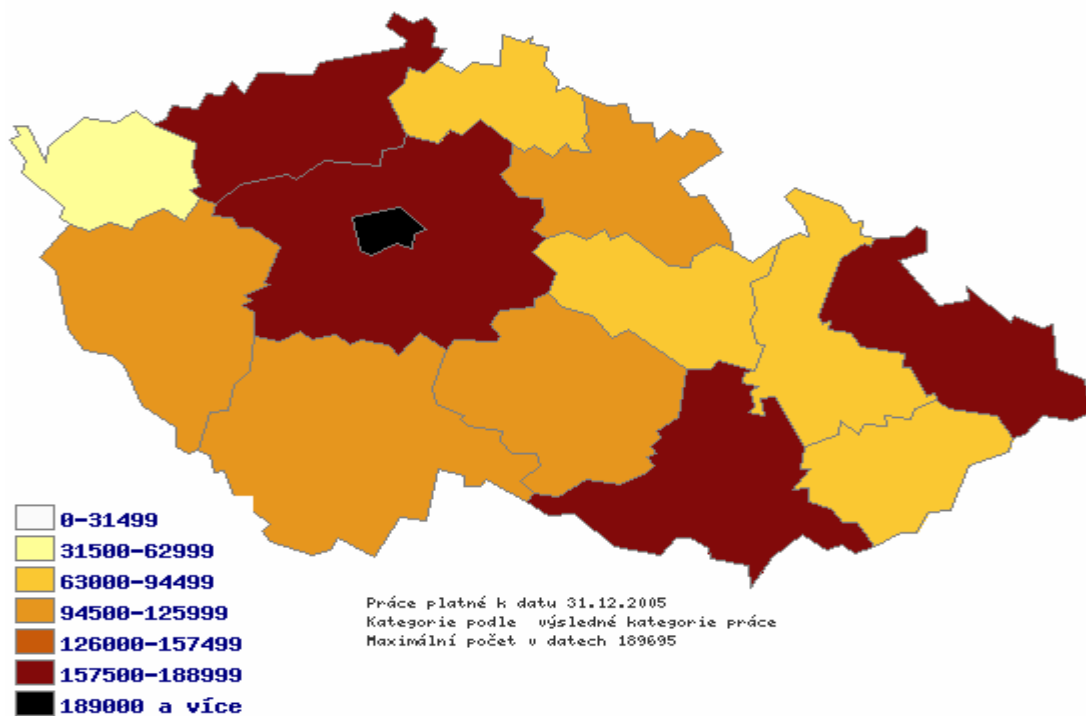 0-31499
31500-62999
63000-94499
94500-125999
126000-157499
157500-188999
189000 a více
Práce platné k datu 31.12.2005
Kategorie podle  výsledné kategorie práce
Maximální počet v datech 189695